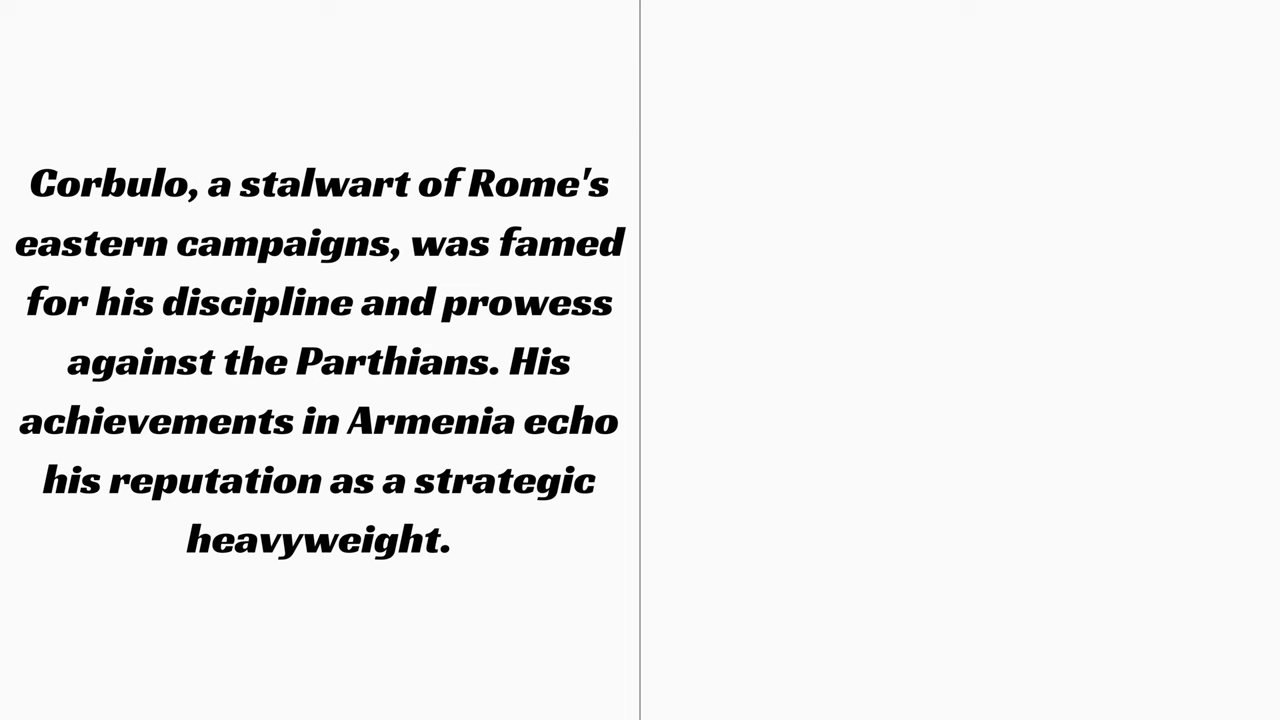 Corbulo, a stalwart of Rome's
eastern campaigns, was famed
for his discipline and prowess
against the Parthians. His
achievements in Armenia echo
his reputation as a strategic
heavyweight.